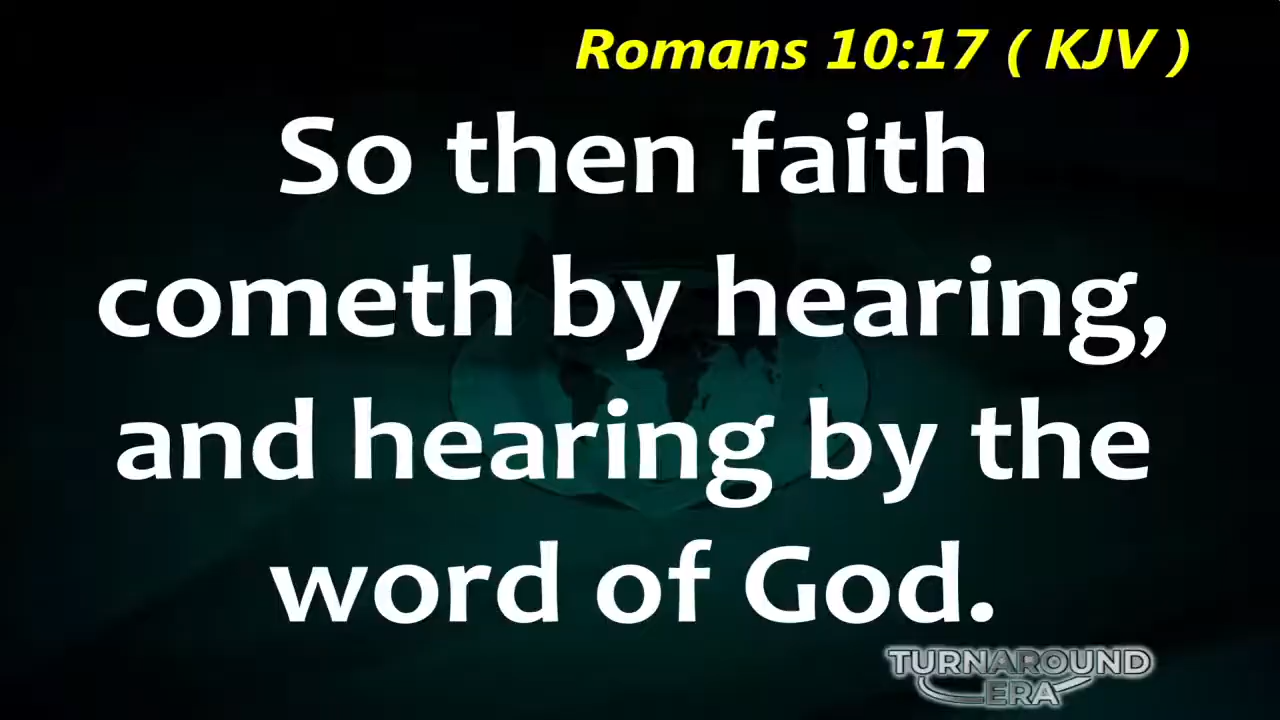 Romans 10:17 ( KJV )
So then faith
cometh by hearing,
and hearing by the
word of God.
TURNAROUND
ERA